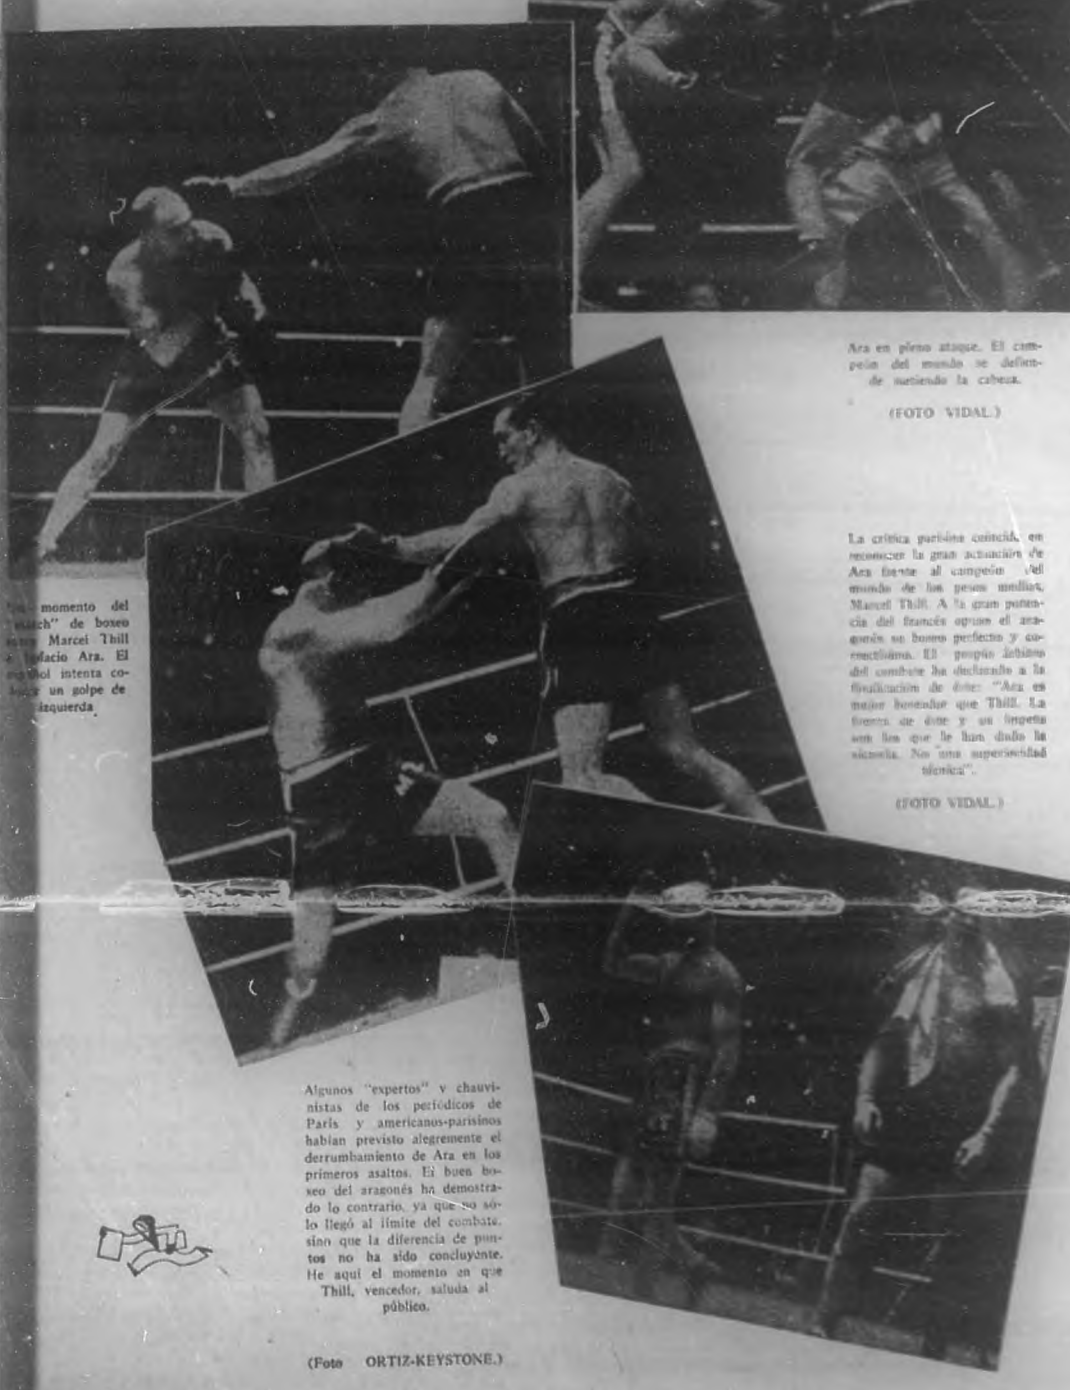 Ara en pleno ataque. El cam-
peón del mundo se defien-
de metiendo la cabeza.
(FOTO VIDAL.)
La crítica parisina coincide en
reconocer la gran actuación de
Ara frente al campeón del
mundo de los pesos medios,
Marcel Thill. A la gran poten-
cia del francés opuso el ara-
gonés un boxeo perfecto y co-
rrectísimo. El propio árbitro
del combate ha declarado a la
finalización de éste: "Ara es
mejor boxeador que Thill. La
fuerza de éste y su ímpetu
son los que le han dado la
victoria. No una superioridad
técnica".
(FOTO VIDAL.)
momento del
de boxeo
Marcel Thill
Ara. El
intenta co-
un golpe de
izquierda
Algunos "expertos" y chauvi-
nistas de los periódicos de
París y americanos-parisinos
habían previsto alegremente el
derrumbamiento de Ara en los
primeros asaltos. El buen bo-
xeo del aragonés ha demostra-
do lo contrario, ya que no só-
lo llegó al límite del combate,
sino que la diferencia de pun-
tos no ha sido concluyente.
He aquí el momento en que
Thill, vencedor, saluda al
público.
(Foto ORTIZ-KEYSTONE.)